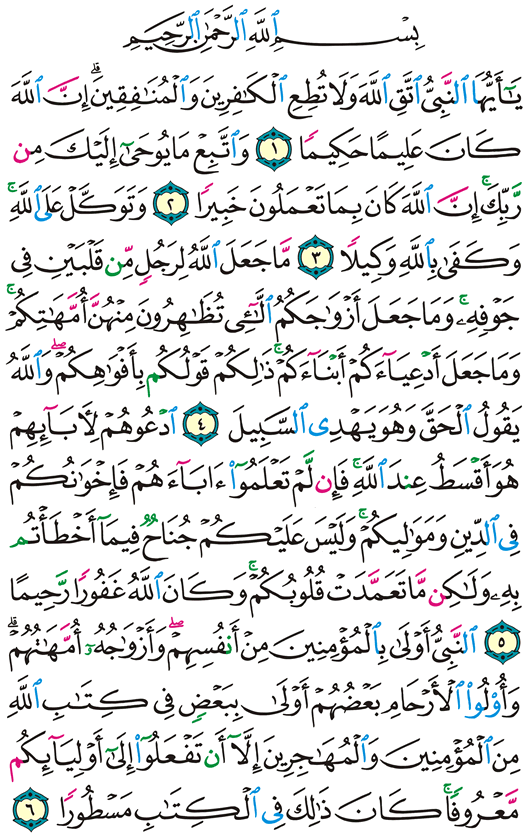 بِسْمِ ٱللَّهِ ٱلرَّحْمَٰنِ ٱلرَّحِيمِ
يَٰٓأَيُّهَا ٱلنَّبِىُّ ٱتَّقِ ٱللَّهَ وَلَا تُطِعِ ٱلْكَٰفِرِينَ وَٱلْمُنَٰفِقِينَ ۗ إِنَّ ٱللَّهَ
كَانَ عَلِيمًا حَكِيمًا ١ وَٱتَّبِعْ مَا يُوحَىٰٓ إِلَيْكَ مِن
رَّبِّكَ ۚ إِنَّ ٱللَّهَ كَانَ بِمَا تَعْمَلُونَ خَبِيرًا ٢ وَتَوَكَّلْ عَلَى ٱللَّهِ ۚ
وَكَفَىٰ بِٱللَّهِ وَكِيلًا ٣ مَّا جَعَلَ ٱللَّهُ لِرَجُلٍ مِّن قَلْبَيْنِ فِى
جَوْفِهِۦ ۚ وَمَا جَعَلَ أَزْوَٰجَكُمُ ٱلَّٰٓـِٔى تُظَٰهِرُونَ مِنْهُنَّ أُمَّهَٰتِكُمْ ۚ
وَمَا جَعَلَ أَدْعِيَآءَكُمْ أَبْنَآءَكُمْ ۚ ذَٰلِكُمْ قَوْلُكُم بِأَفْوَٰهِكُمْ ۖ وَٱللَّهُ
يَقُولُ ٱلْحَقَّ وَهُوَ يَهْدِى ٱلسَّبِيلَ ٤ ٱدْعُوهُمْ لِـَٔابَآئِهِمْ
هُوَ أَقْسَطُ عِندَ ٱللَّهِ ۚ فَإِن لَّمْ تَعْلَمُوٓا۟ ءَابَآءَهُمْ فَإِخْوَٰنُكُمْ
فِى ٱلدِّينِ وَمَوَٰلِيكُمْ ۚ وَلَيْسَ عَلَيْكُمْ جُنَاحٌ فِيمَآ أَخْطَأْتُم
بِهِۦ وَلَٰكِن مَّا تَعَمَّدَتْ قُلُوبُكُمْ ۚ وَكَانَ ٱللَّهُ غَفُورًا رَّحِيمًا
٥ ٱلنَّبِىُّ أَوْلَىٰ بِٱلْمُؤْمِنِينَ مِنْ أَنفُسِهِمْ ۖ وَأَزْوَٰجُهُۥٓ أُمَّهَٰتُهُمْ ۗ
وَأُو۟لُوا۟ ٱلْأَرْحَامِ بَعْضُهُمْ أَوْلَىٰ بِبَعْضٍ فِى كِتَٰبِ ٱللَّهِ
مِنَ ٱلْمُؤْمِنِينَ وَٱلْمُهَٰجِرِينَ إِلَّآ أَن تَفْعَلُوٓا۟ إِلَىٰٓ أَوْلِيَآئِكُم
مَّعْرُوفًا ۚ كَانَ ذَٰلِكَ فِى ٱلْكِتَٰبِ مَسْطُورًا ٦